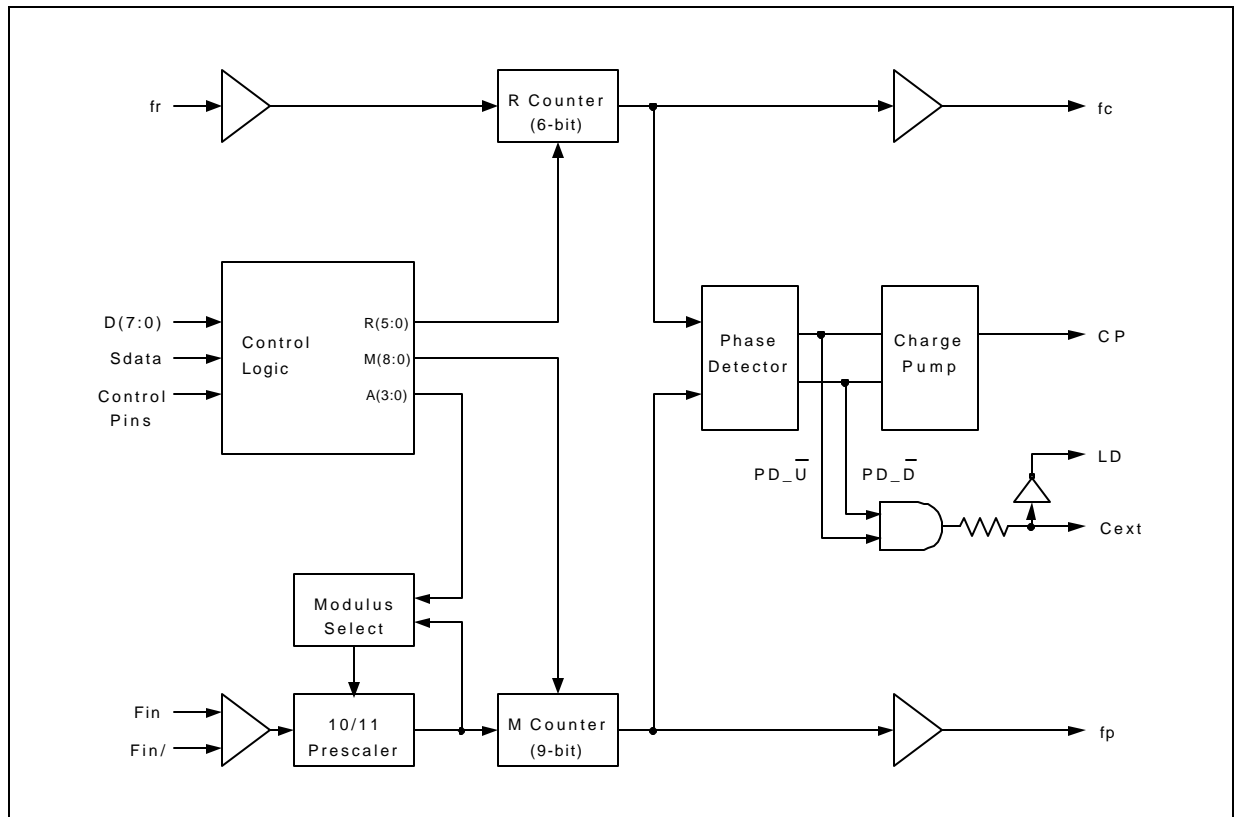 fr
R Counter
(6-bit)
fc
D(7:0)
Sdata
Control
Pins
Control
Logic
R(5:0)
M(8:0)
A(3:0)
Phase
Detector
Charge
Pump
CP
PD_U̅
PD_D̅
LD
Cext
Modulus
Select
Fin
Fin/
10/11
Prescaler
M Counter
(9-bit)
fp